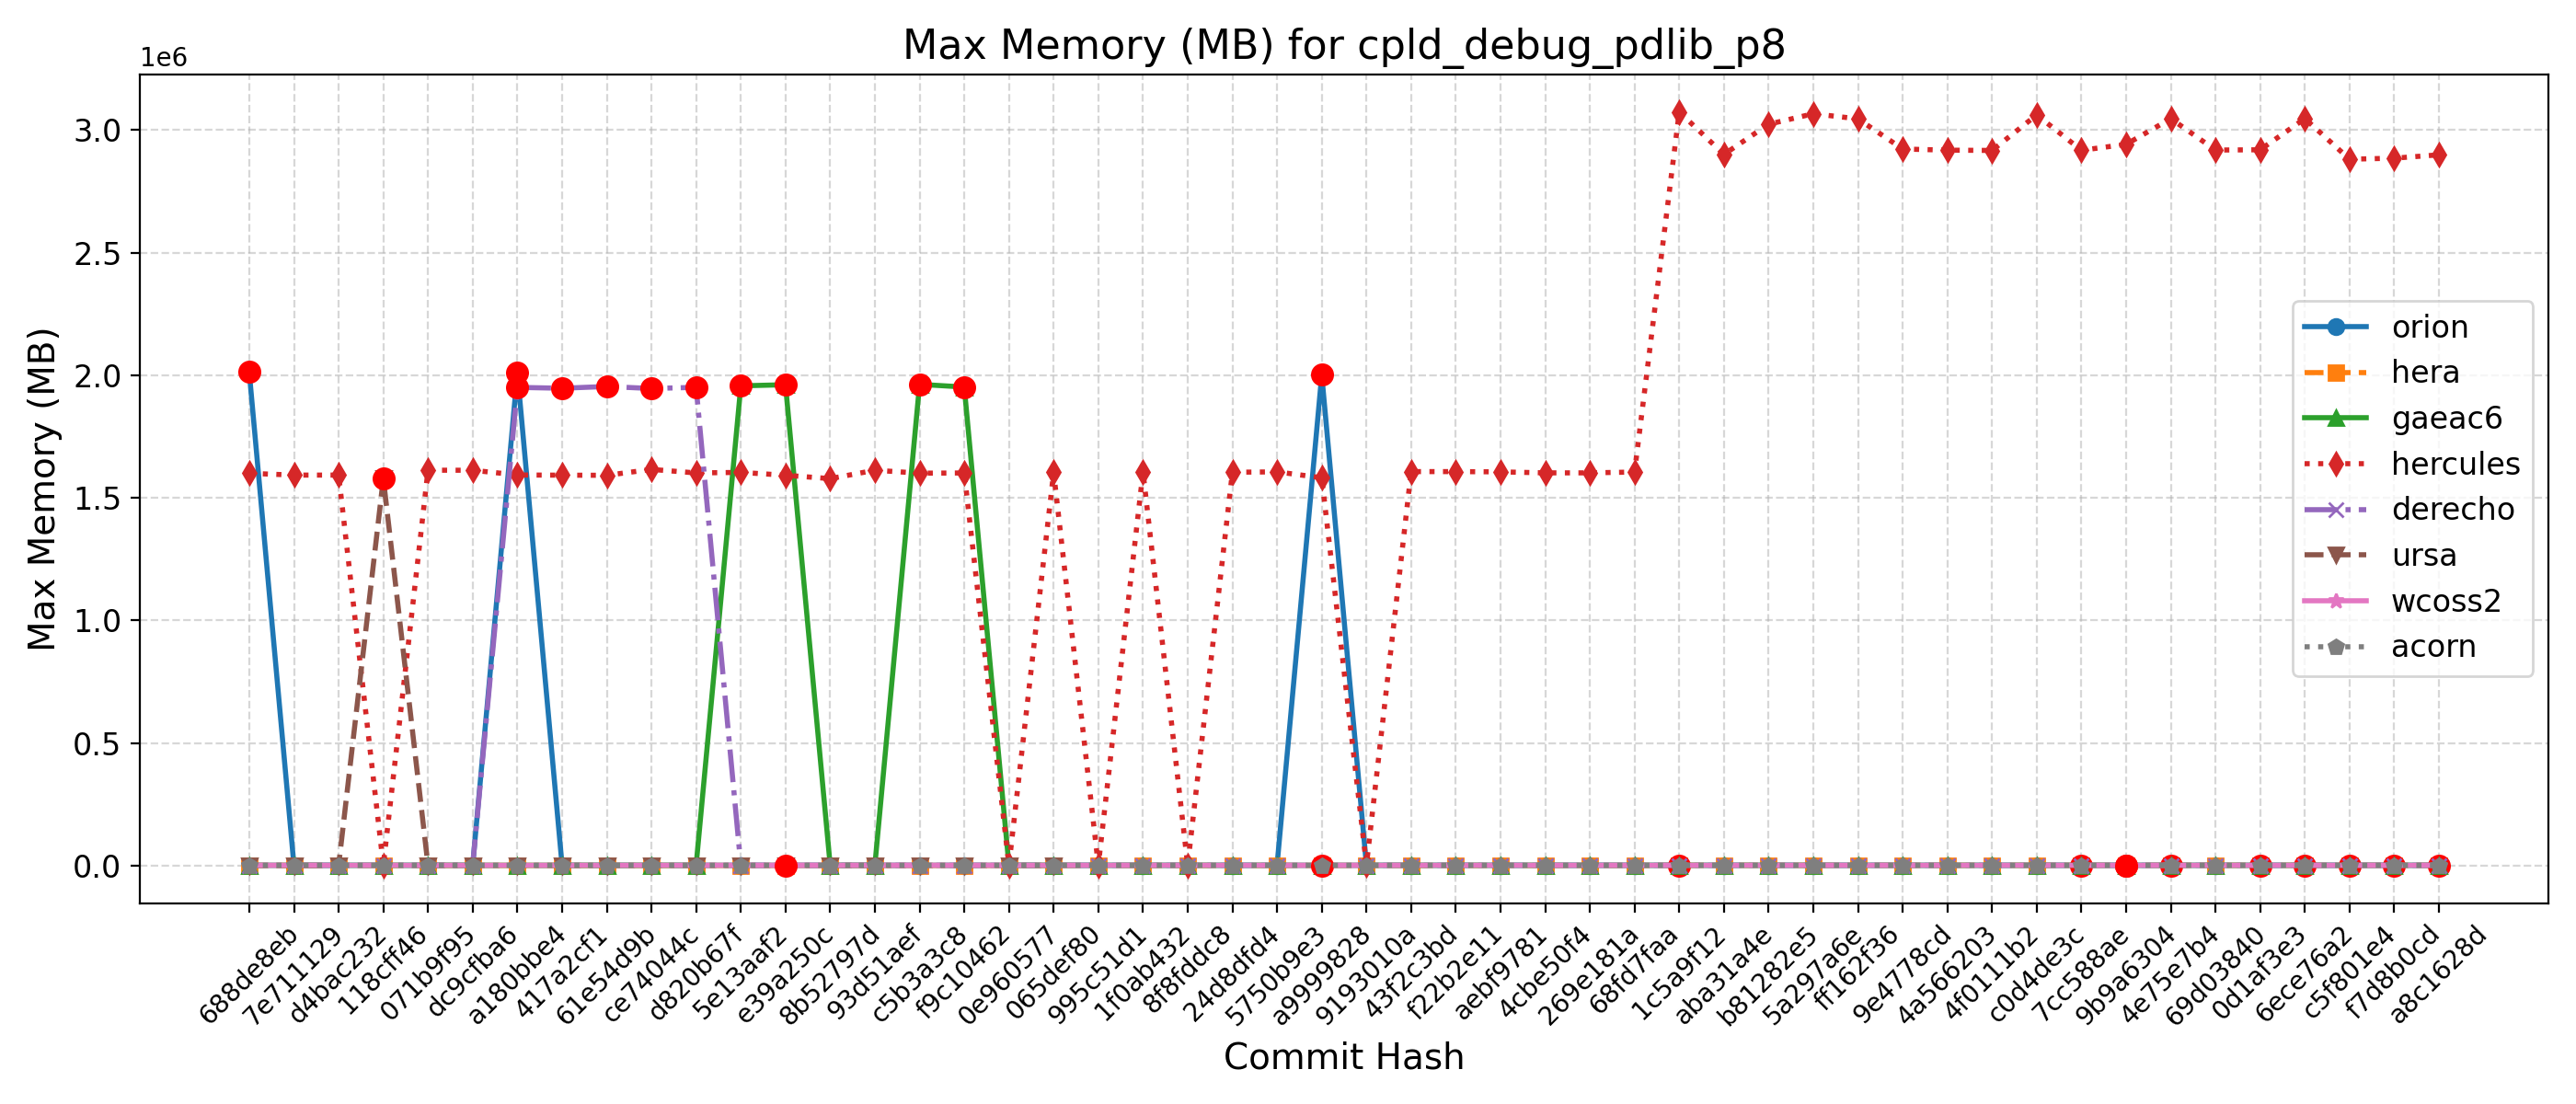 Max Memory (MB) for cpld_debug_pdlib_p8
1e6
3.0
2.5
2.0
1.5
1.0
0.5
0.0
Max Memory (MB)
orion
hera
gaeac6
hercules
derecho
ursa
wcoss2
acorn
688de8eb
7e711129
d4bac232
118cff46
071b9f95
dc9cfba6
a180bbe4
417a2cf1
61e54d9b
ce74044c
d820b67f
5e13aaf2
e39a250c
8b52797d
93d51aef
c5b3a3c8
f9c10462
0e960577
065def80
995c51d1
1f0ab432
8f8fddc8
24d8dfd4
5750b9e3
a9999828
9193010a
43f2c3bd
f22b2e11
aebf9781
4cbe50f4
269e181a
68fd7faa
1c5a9f12
aba31a4e
b81282e5
5a297a6e
ff162f36
9e4778cd
4a566203
4f0111b2
c0d4de3c
7cc588ae
9b9a6304
4e75e7b4
69d03840
0d1af3e3
6ece76a2
c5f801e4
f7d8b0cd
a8c1628d
Commit Hash